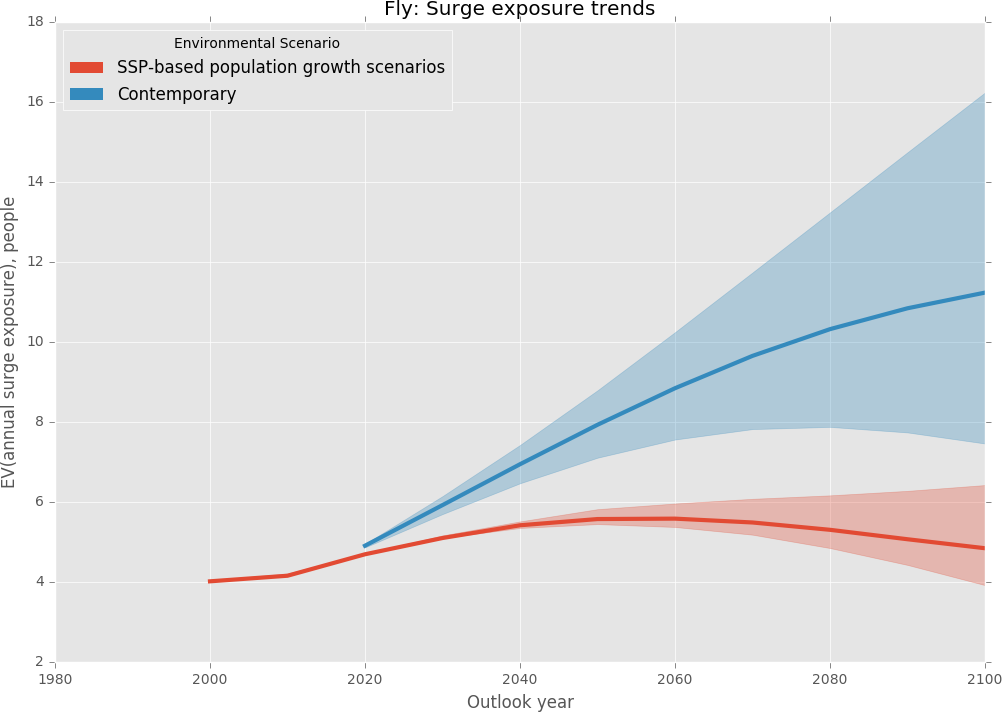 Fly: Surge exposure trends
18
16
14
12
10
8
6
4
2
EV(annual surge exposure), people
Environmental Scenario
SSP-based population growth scenarios
Contemporary
1980 2000 2020 2040 2060 2080 2100
Outlook year